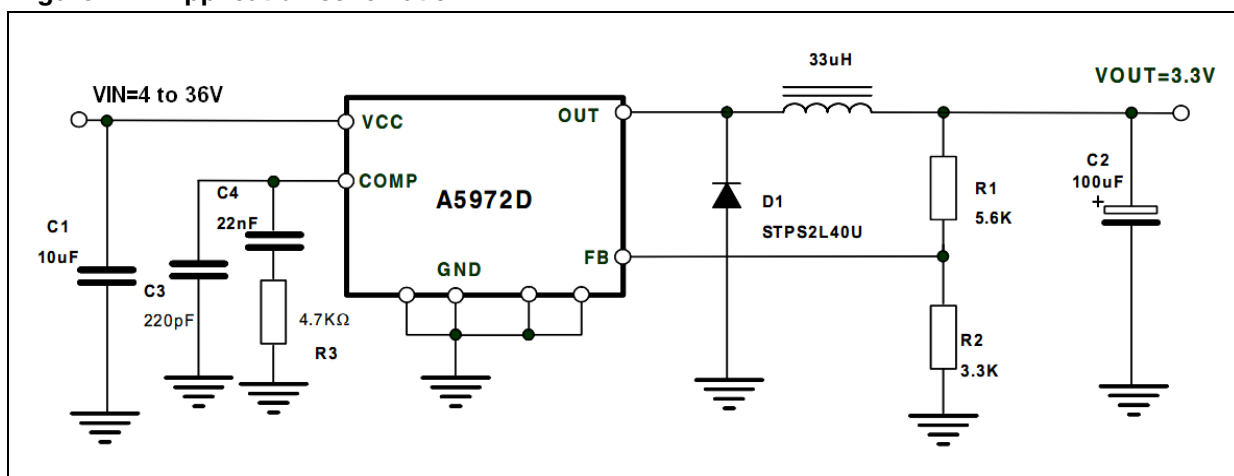 33uH
VOUT=3.3V
VIN=4 to 36V
VCC
OUT
COMP
C4
22nF
A5972D
C1
10uF
C3
220pF
4.7KΩ
R3
GND
FB
D1
STPS2L40U
R1
5.6K
C2
100uF
+
R2
3.3K